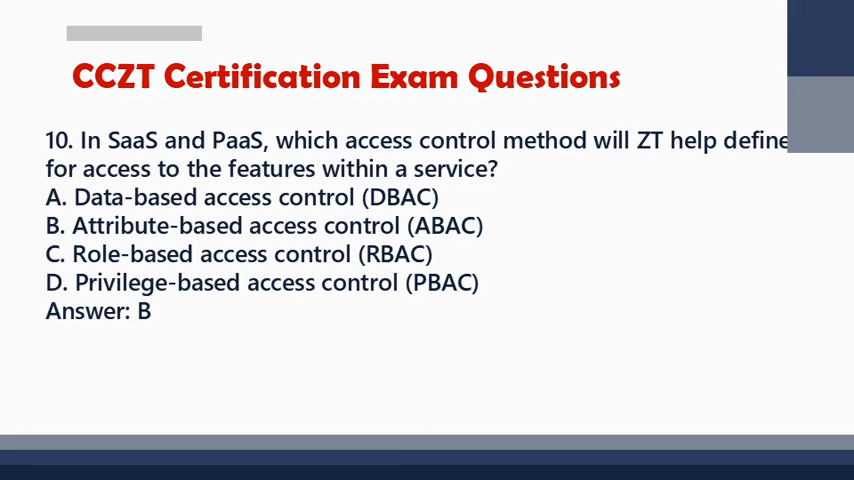 CCZT Certification Exam Questions
10. In SaaS and PaaS, which access control method will ZT help define
for access to the features within a service?
A. Data-based access control (DBAC)
B. Attribute-based access control (ABAC)
C. Role-based access control (RBAC)
D. Privilege-based access control (PBAC)
Answer: B